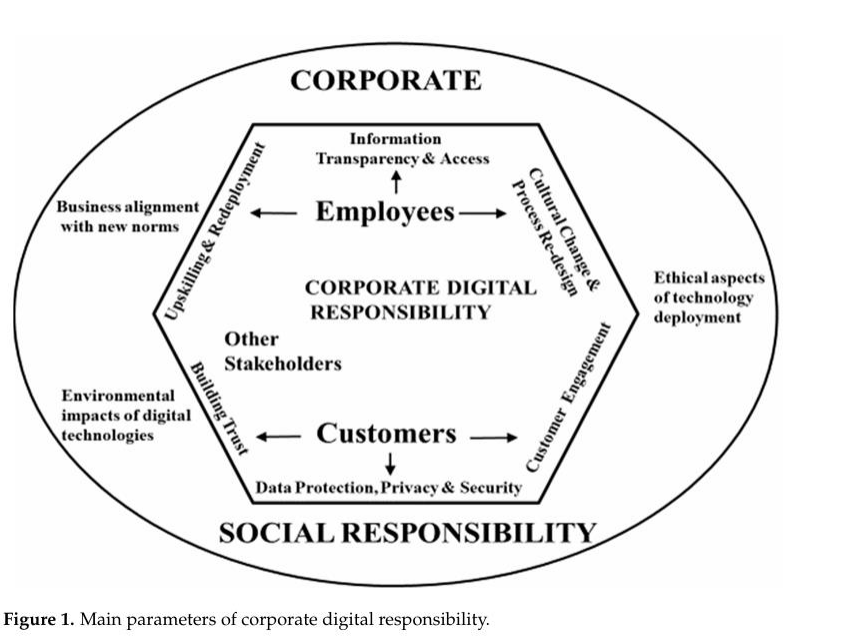 CORPORATE
Information
Transparency & Access
Upskilling & Redeployment
Cultural Change &
Process Re-design
Business alignment
with new norms
Employees
Ethical aspects
of technology
deployment
CORPORATE DIGITAL
RESPONSIBILITY
Other
Stakeholders
Environmental
impacts of digital
technologies
Building Trust
Customer Engagement
Customers
Data Protection, Privacy & Security
SOCIAL RESPONSIBILITY
Figure 1. Main parameters of corporate digital responsibility.